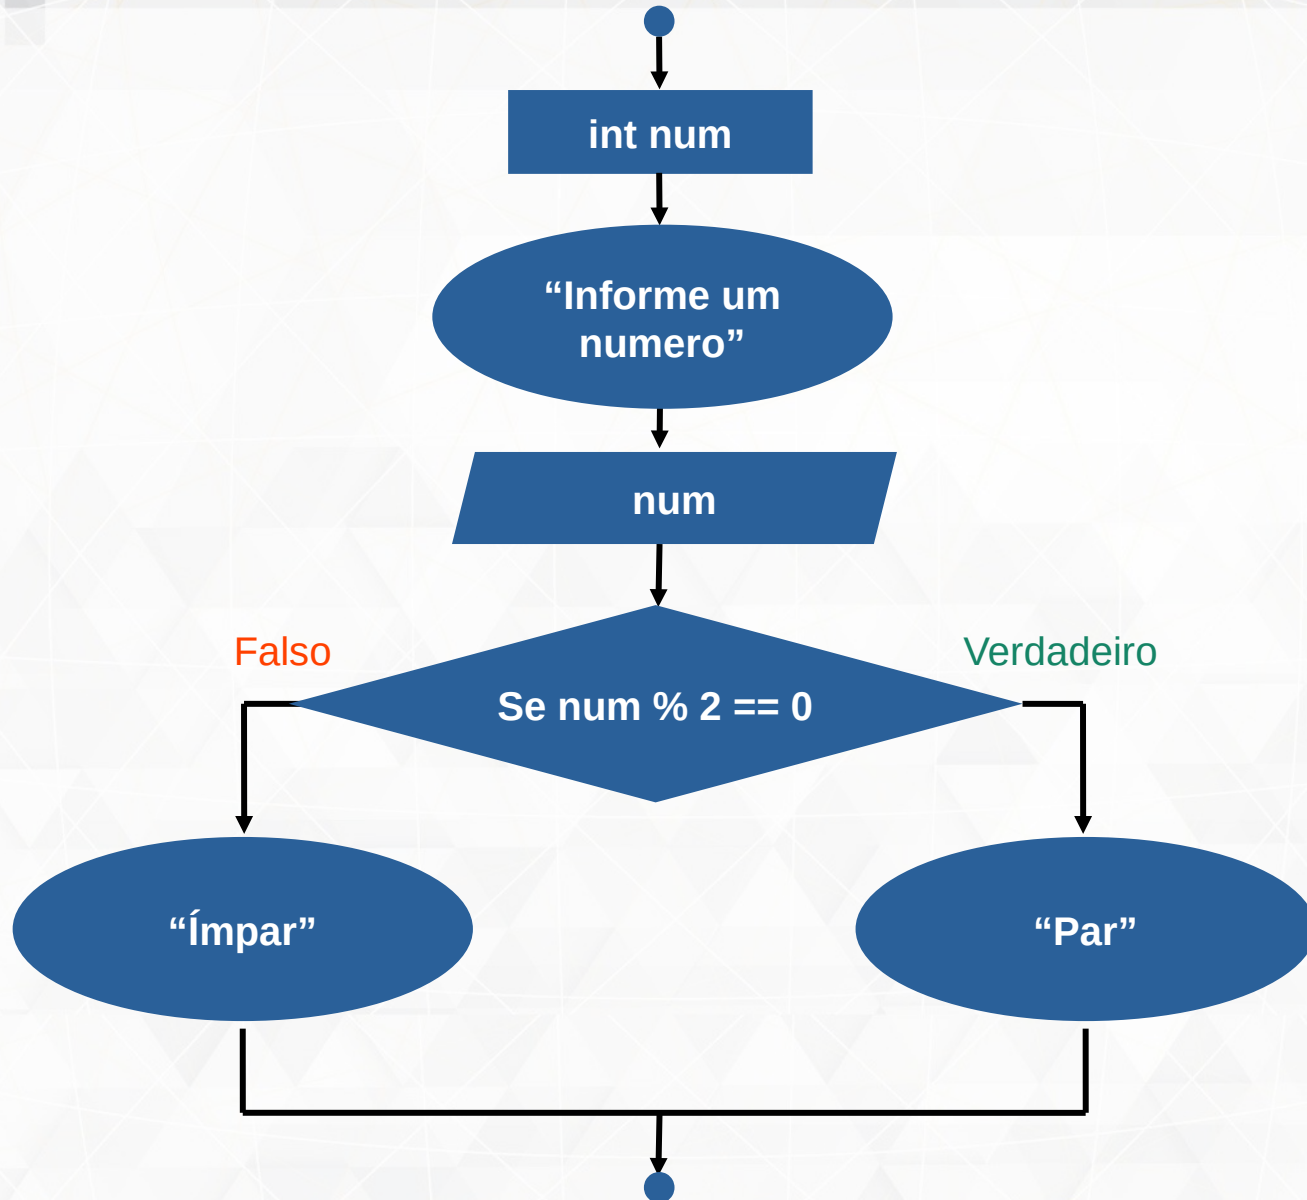 int num
“Informe um
numero”
num
Falso
Verdadeiro
Se num % 2 == 0
“Ímpar”
“Par”